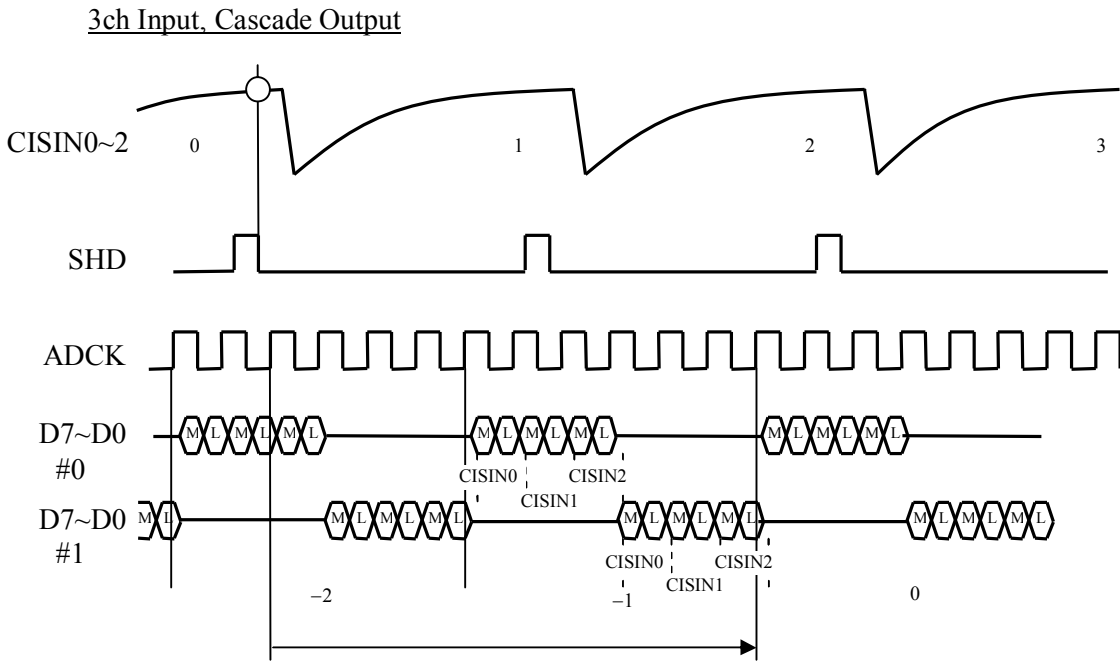 3ch Input, Cascade Output
CISIN0~2
0
1
2
3
SHD
ADCK
D7~D0
#0
M L M L M L
M L M L M L
M L M L M L
CISIN0
CISIN1
CISIN2
D7~D0
#1
M L
M L M L M L
M L M L M L
M L M L M L
CISIN0
CISIN1
CISIN2
−2
−1
0